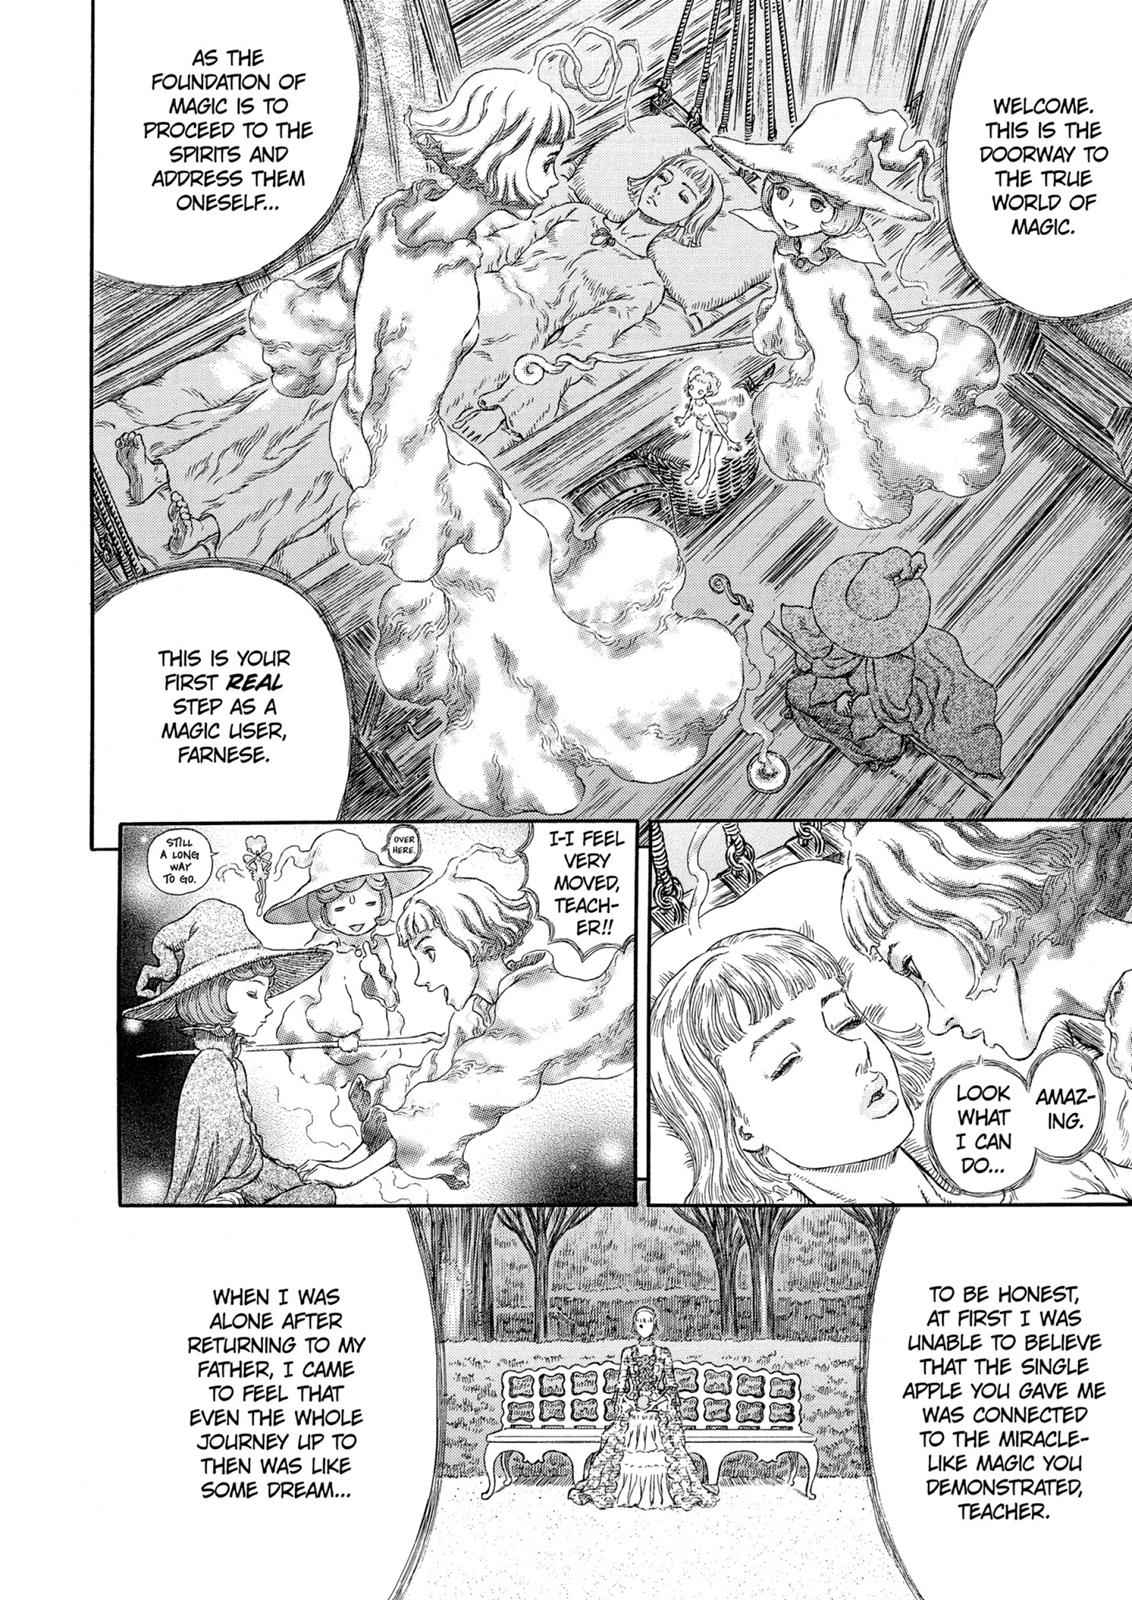 WELCOME.
THIS IS THE
DOORWAY TO
THE TRUE
WORLD OF
MAGIC.
AS THE
FOUNDATION OF
MAGIC IS TO
PROCEED TO THE
SPIRITS AND
ADDRESS THEM
ONESELF...
THIS IS YOUR
FIRST REAL
STEP AS A
MAGIC USER,
FARNESE.
AMAZ-
ING.
LOOK
WHAT
I CAN
DO...
I-I FEEL
VERY
MOVED,
TEACH-
ER!!
OVER
HERE.
STILL
A LONG
WAY
TO GO.
TO BE HONEST,
AT FIRST I WAS
UNABLE TO BELIEVE
THAT THE SINGLE
APPLE YOU GAVE ME
WAS CONNECTED
TO THE MIRACLE-
LIKE MAGIC YOU
DEMONSTRATED,
TEACHER.
WHEN I WAS
ALONE AFTER
RETURNING TO MY
FATHER, I CAME
TO FEEL THAT
EVEN THE WHOLE
JOURNEY UP TO
THEN WAS LIKE
SOME DREAM...